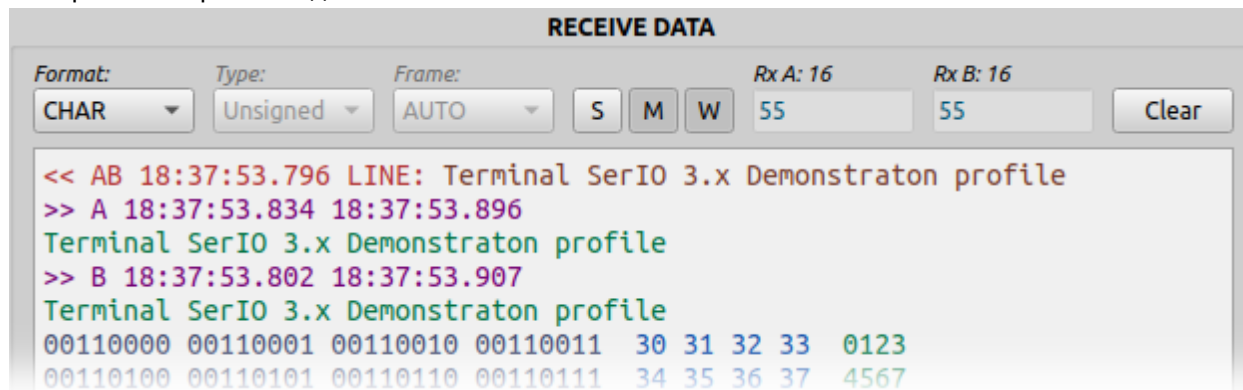 RECEIVE DATA
Format: Type: Frame: Rx A: 16 Rx B: 16
CHAR Unsigned AUTO S M W 55 55 Clear
<< AB 18:37:53.796 LINE: Terminal SerIO 3.x Demonstraton profile
>> A 18:37:53.834 18:37:53.896
Terminal SerIO 3.x Demonstraton profile
>> B 18:37:53.802 18:37:53.907
Terminal SerIO 3.x Demonstraton profile
00110000 00110001 00110010 00110011 30 31 32 33 0123
00110100 00110101 00110110 00110111 34 35 36 37 4567